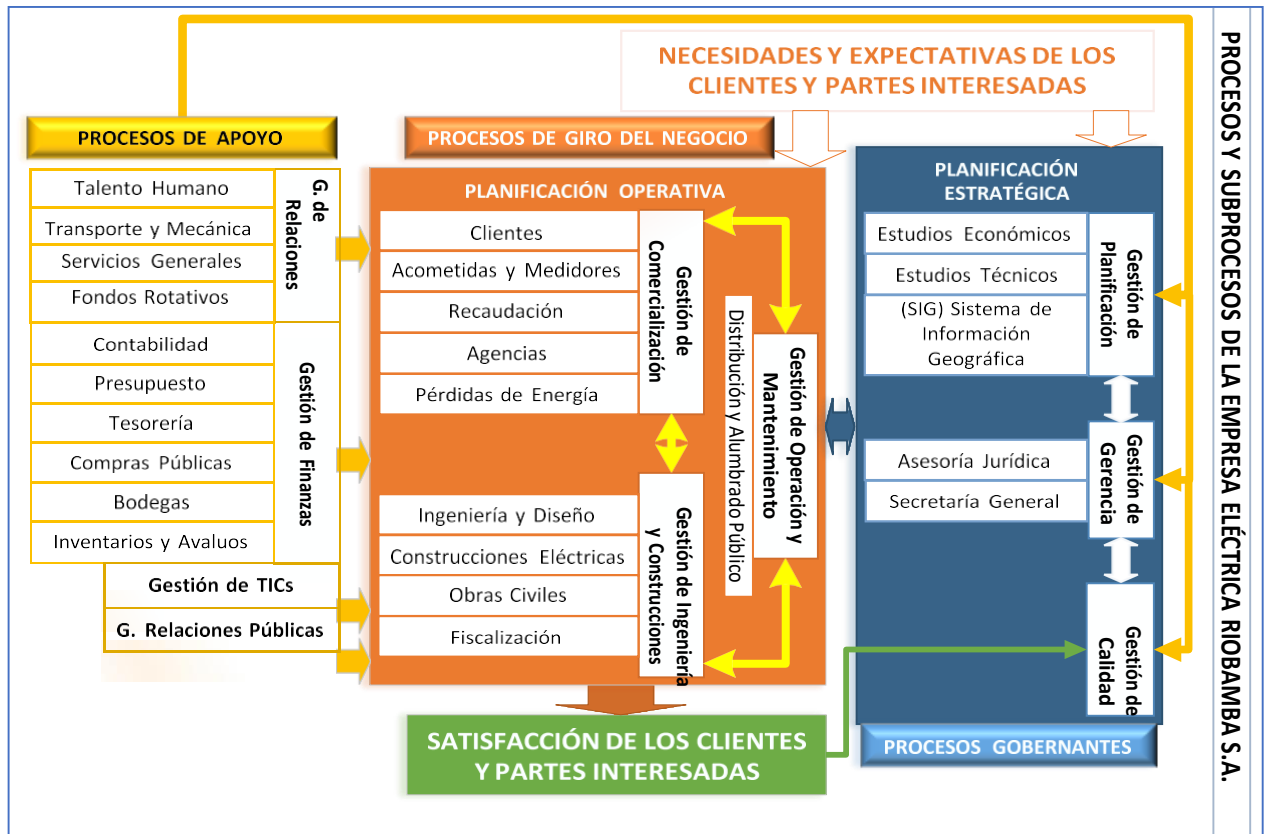 PROCESOS Y SUBPROCESOS DE LA EMPRESA ELÉCTRICA RIOBAMBA S.A.
NECESIDADES Y EXPECTATIVAS DE LOS
CLIENTES Y PARTES INTERESADAS
PROCESOS DE APOYO
Talento Humano
Transporte y Mecánica
Servicios Generales
Fondos Rotativos
G. de
Relaciones
Contabilidad
Presupuesto
Tesorería
Compras Públicas
Bodegas
Inventarios y Avaluos
Gestión de Finanzas
Gestión de TICs
G. Relaciones Públicas
PROCESOS DE GIRO DEL NEGOCIO
PLANIFICACIÓN OPERATIVA
Clientes
Acometidas y Medidores
Recaudación
Agencias
Pérdidas de Energía
Gestión de
Comercialización
Ingeniería y Diseño
Construcciones Eléctricas
Obras Civiles
Fiscalización
Gestión de Ingeniería
y Construcciones
Distribución y Alumbrado Público
Gestión de Operación y
Mantenimiento
PLANIFICACIÓN
ESTRATÉGICA
Estudios Económicos
Estudios Técnicos
(SIG) Sistema de
Información
Geográfica
Gestión de
Planificación
Asesoría Jurídica
Secretaría General
Gestión de
Gerencia
Gestión de
Calidad
PROCESOS GOBERNANTES
SATISFACCIÓN DE LOS CLIENTES
Y PARTES INTERESADAS